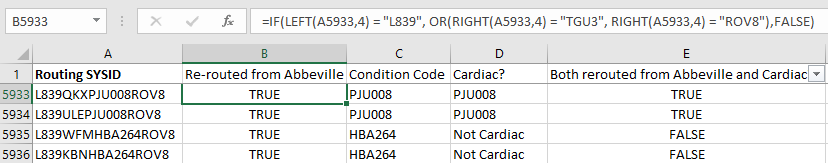 B5933 fx =IF(LEFT(A5933,4) = "L839", OR(RIGHT(A5933,4) = "TGU3", RIGHT(A5933,4) = "ROV8"),FALSE)
A B C D E
1 Routing SYSID Re-routed from Abbeville Condition Code Cardiac? Both rerouted from Abbeville and Cardiac
5933 L839QKXPJU008ROV8 TRUE PJU008 PJU008 TRUE
5934 L839ULEPJU008ROV8 TRUE PJU008 PJU008 TRUE
5935 L839WFMHBA264ROV8 TRUE HBA264 Not Cardiac FALSE
5936 L839KBNHBA264ROV8 TRUE HBA264 Not Cardiac FALSE